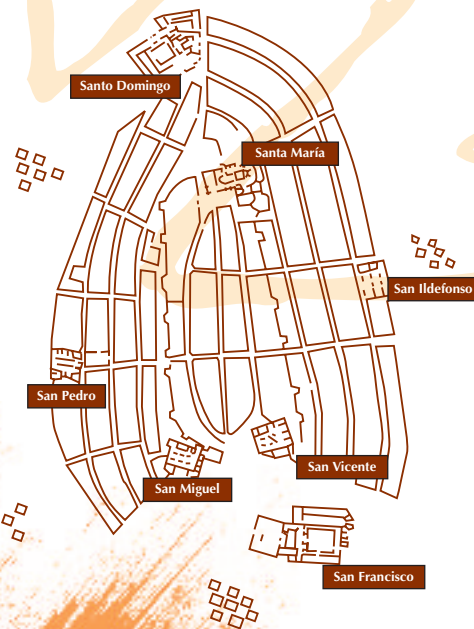 Santo Domingo
Santa María
San Ildefonso
San Pedro
San Vicente
San Miguel
San Francisco